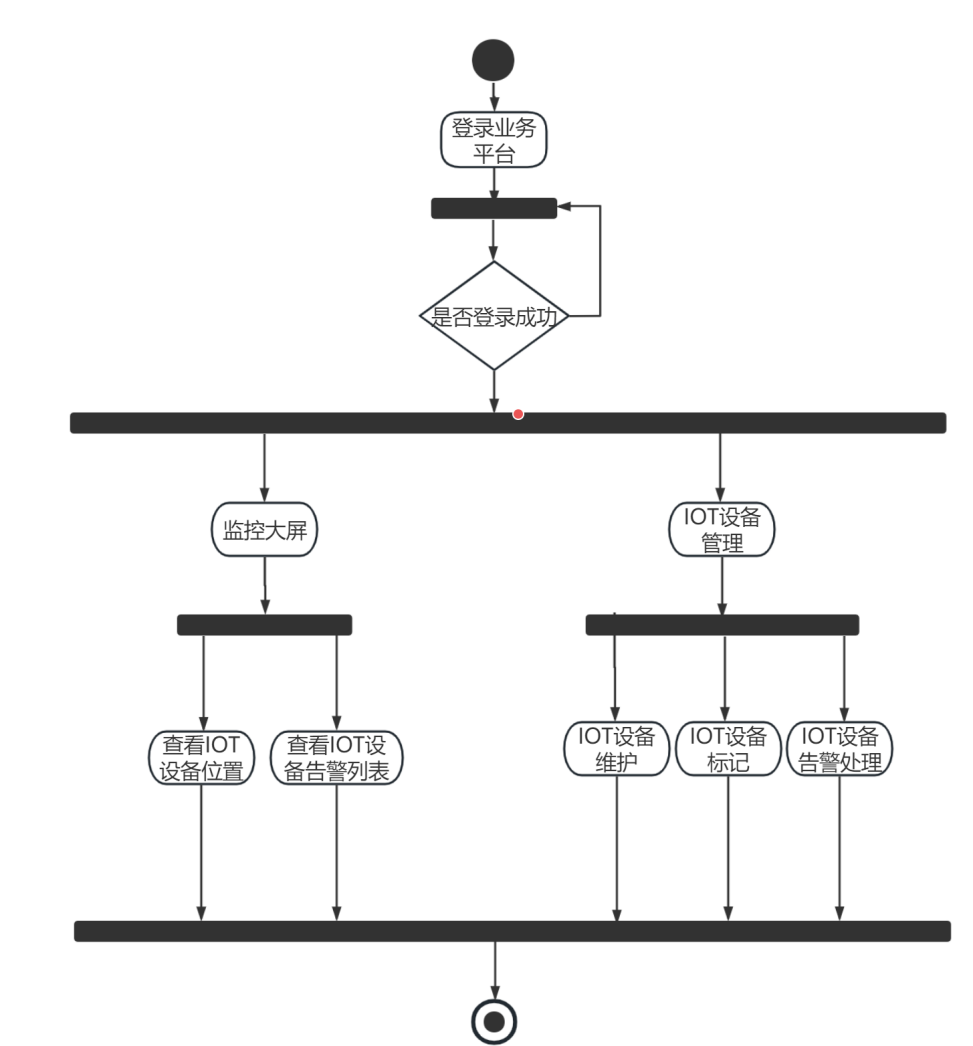 登录业务
平台
是否登录成功
监控大屏
IOT设备
管理
查看IOT
设备位置
查看IOT设
备告警列表
IOT设备
维护
IOT设备
标记
IOT设备
告警处理